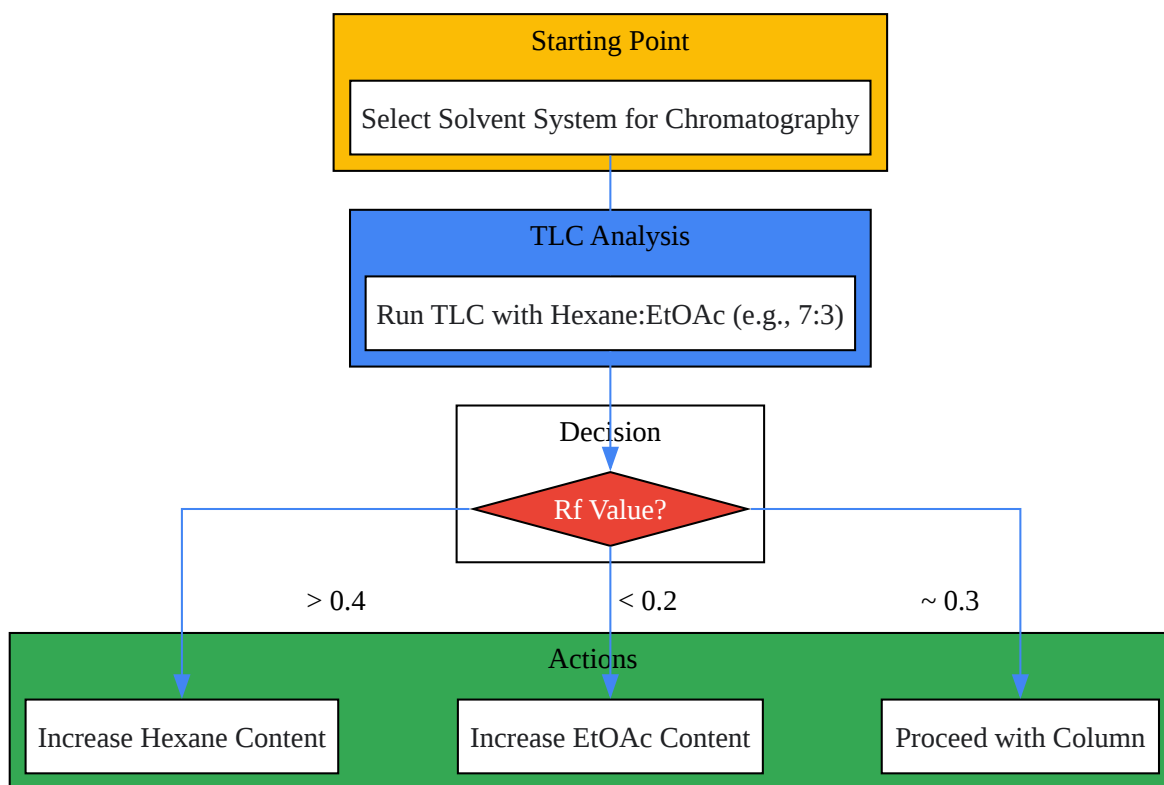 Starting Point
Select Solvent System for Chromatography
TLC Analysis
Run TLC with Hexane:EtOAc (e.g., 7:3)
Decision
Rf Value?
> 0.4
< 0.2
~ 0.3
Actions
Increase Hexane Content
Increase EtOAc Content
Proceed with Column